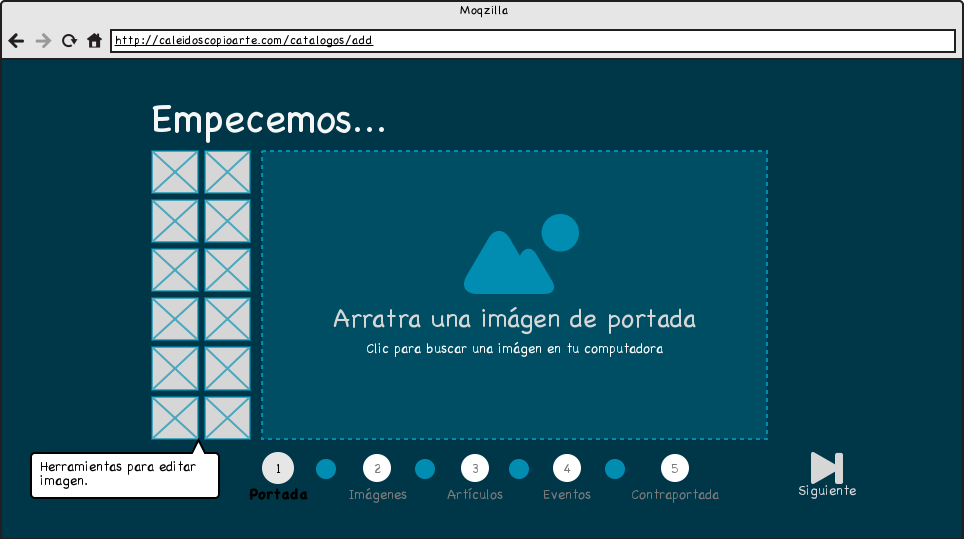 Moqzilla
http://caleidoscopioarte.com/catalogos/add
Empecemos...
Arratra una imágen de portada
Clic para buscar una imágen en tu computadora
Herramientas para editar
imagen.
1
2
3
4
5
Portada
Imágenes
Artículos
Eventos
Contraportada
Siguiente